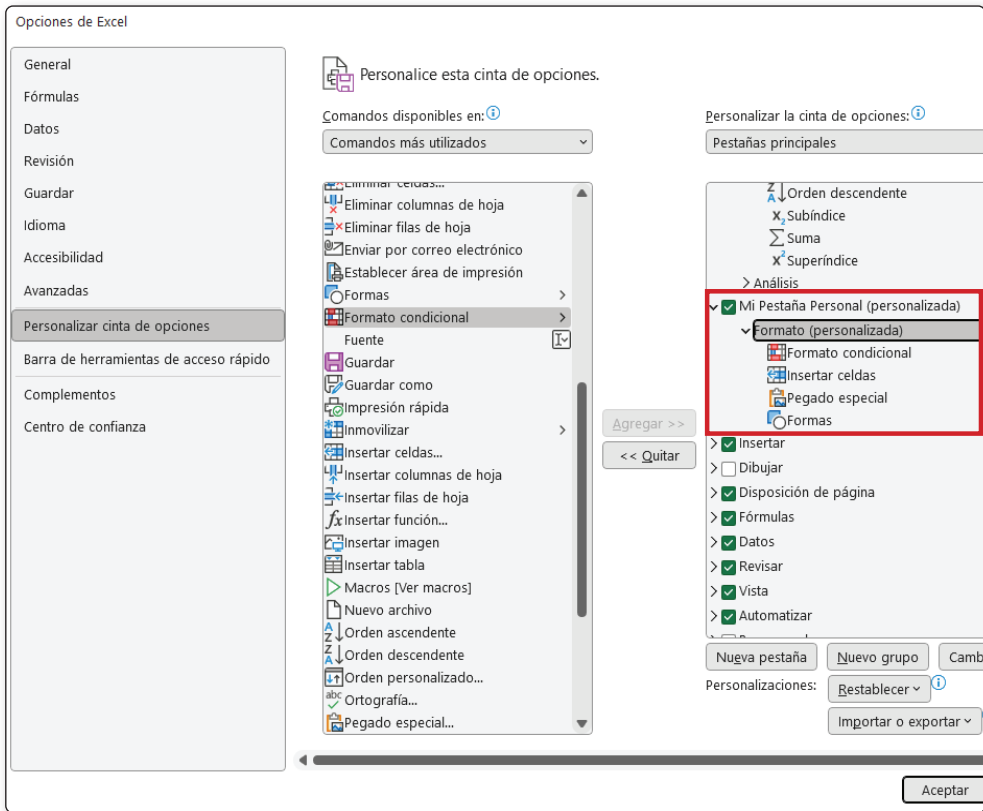 Opciones de Excel
General
Fórmulas
Datos
Revisión
Guardar
Idioma
Accesibilidad
Avanzadas
Personalizar cinta de opciones
Barra de herramientas de acceso rápido
Complementos
Centro de confianza
Personalice esta cinta de opciones.
Comandos disponibles en:
Comandos más utilizados
Eliminar celdas...
Eliminar columnas de hoja
Eliminar filas de hoja
Enviar por correo electrónico
Establecer área de impresión
Formas
Formato condicional
Fuente
Guardar
Guardar como
Impresión rápida
Inmovilizar
Insertar celdas...
Insertar columnas de hoja
Insertar filas de hoja
Insertar función...
Insertar imagen
Insertar tabla
Macros [Ver macros]
Nuevo archivo
Orden ascendente
Orden descendente
Orden personalizado...
Ortografía...
Pegado especial...
Agregar >>
<< Quitar
Personalizar la cinta de opciones:
Pestañas principales
Orden descendente
Subíndice
Suma
Superíndice
Análisis
Mi Pestaña Personal (personalizada)
Formato (personalizada)
Formato condicional
Insertar celdas
Pegado especial
Formas
Insertar
Dibujar
Disposición de página
Fórmulas
Datos
Revisar
Vista
Automatizar
Nueva pestaña
Nuevo grupo
Camb
Personalizaciones:
Restablecer
Importar o exportar
Aceptar